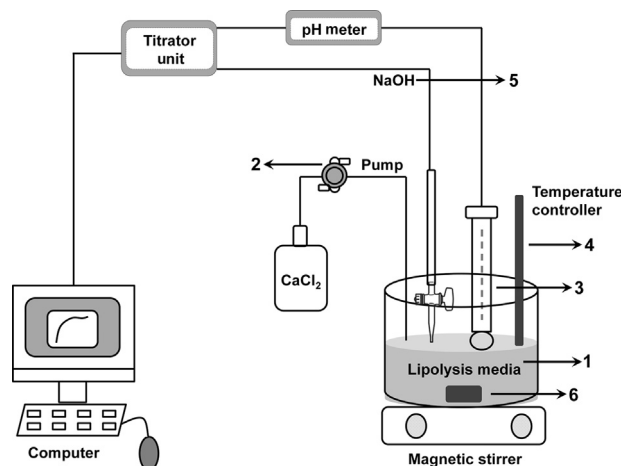 Titrator
unit
pH meter
NaOH
5
2
Pump
Temperature
controller
4
CaCl₂
3
Lipolysis media
1
6
Computer
Magnetic stirrer